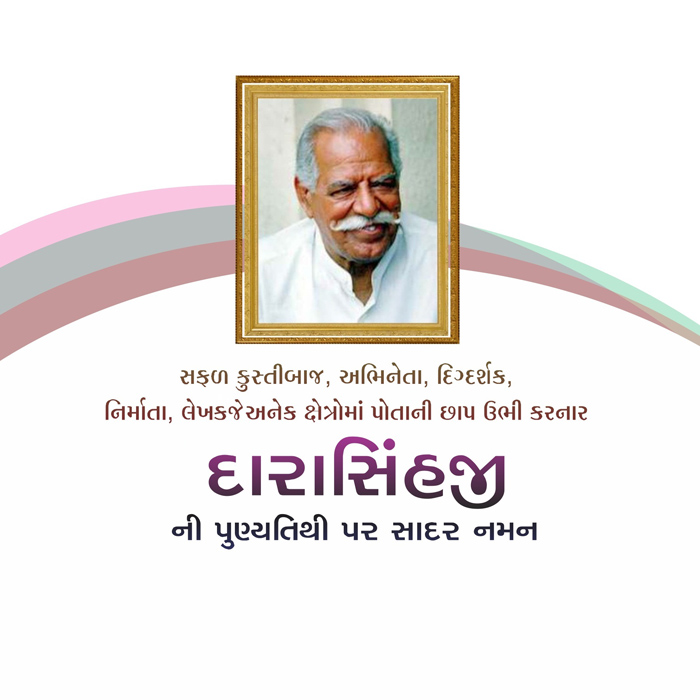 સફળ કુસ્તીબાજ, અભિનેતા, દિગ્દર્શક,
નિર્માતા, લેખકજેઅનેક ક્ષેત્રોમાં પોતાની છાપ ઉભી કરનાર
દારાસિંહજી
ની પુણ્યતિથી પર સાદર નમન